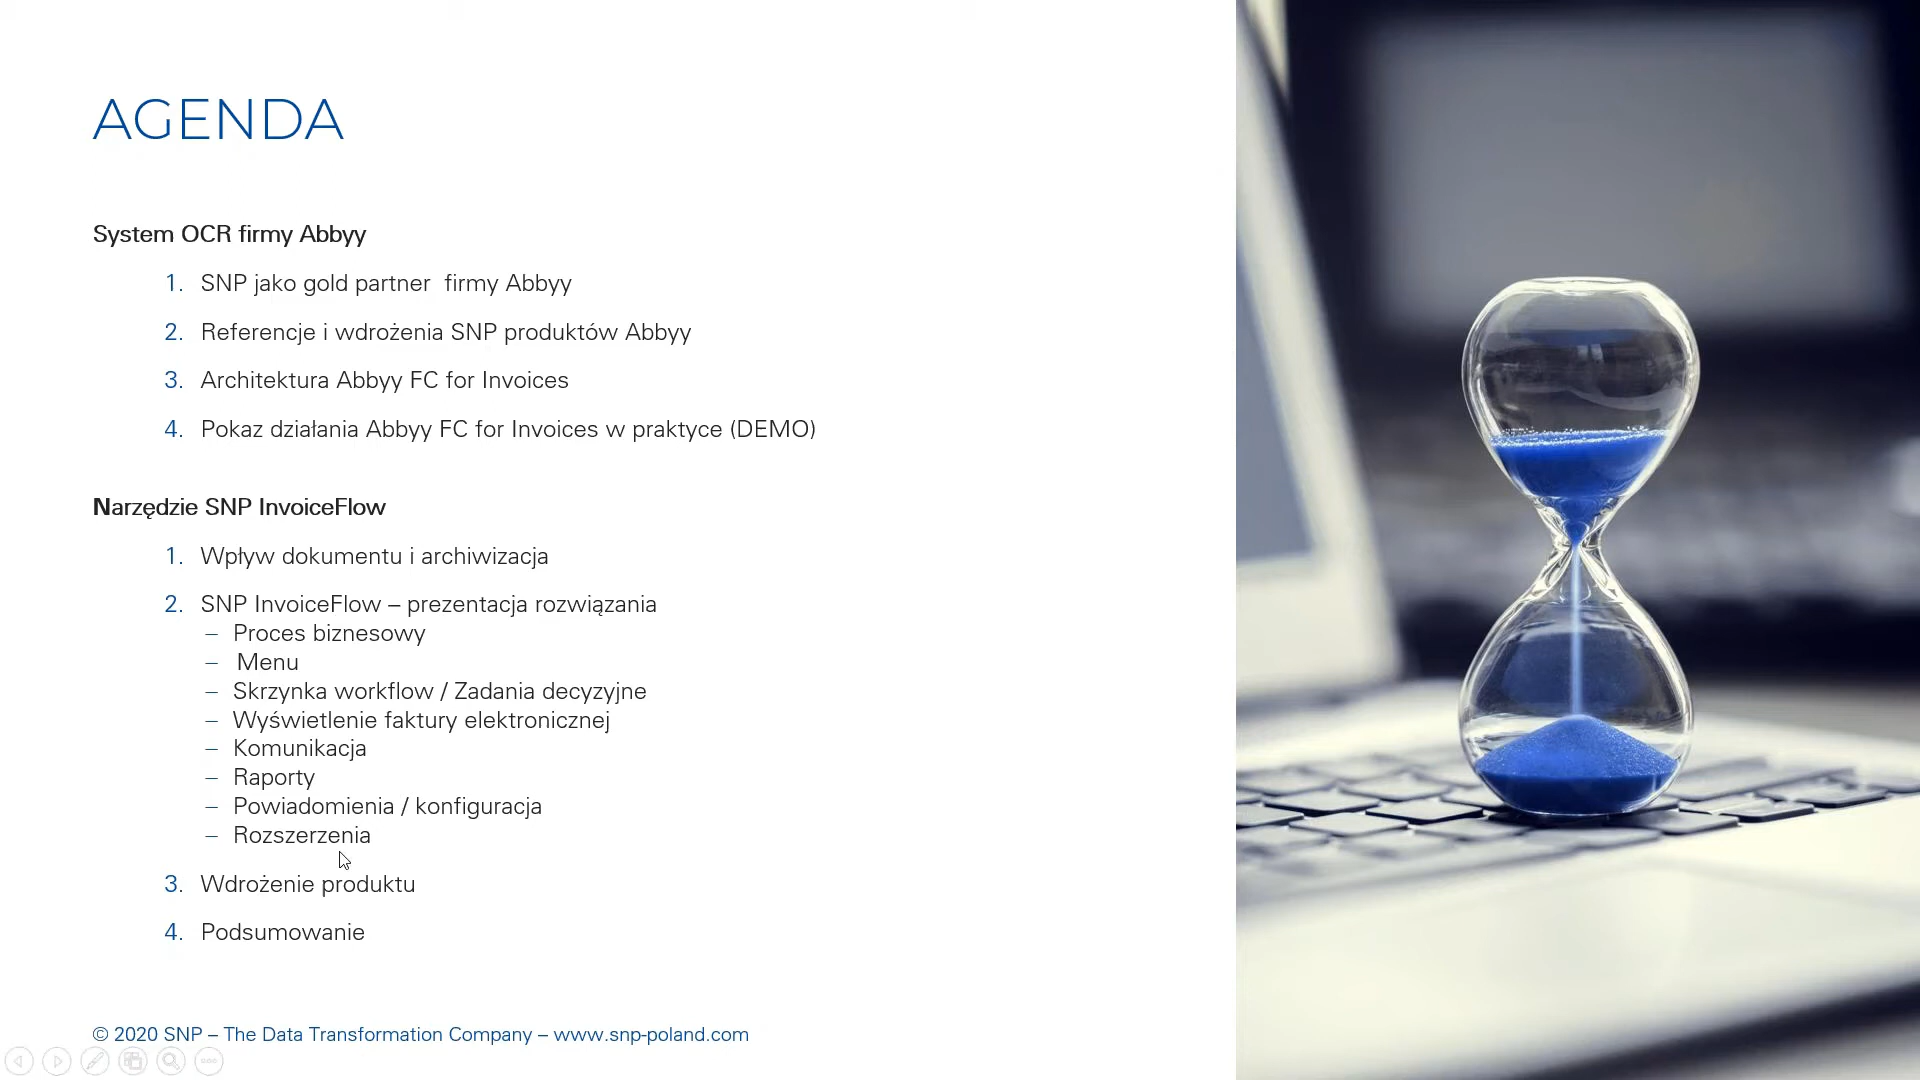 AGENDA
System OCR firmy Abbyy
1. SNP jako gold partner  firmy Abbyy
2. Referencje i wdrożenia SNP produktów Abbyy
3. Architektura Abbyy FC for Invoices
4. Pokaz działania Abbyy FC for Invoices w praktyce (DEMO)
Narzędzie SNP InvoiceFlow
1. Wpływ dokumentu i archiwizacja
2. SNP InvoiceFlow – prezentacja rozwiązania
– Proces biznesowy
– Menu
– Skrzynka workflow / Zadania decyzyjne
– Wyświetlenie faktury elektronicznej
– Komunikacja
– Raporty
– Powiadomienia / konfiguracja
– Rozszerzenia
3. Wdrożenie produktu
4. Podsumowanie
© 2020 SNP – The Data Transformation Company – www.snp-poland.com